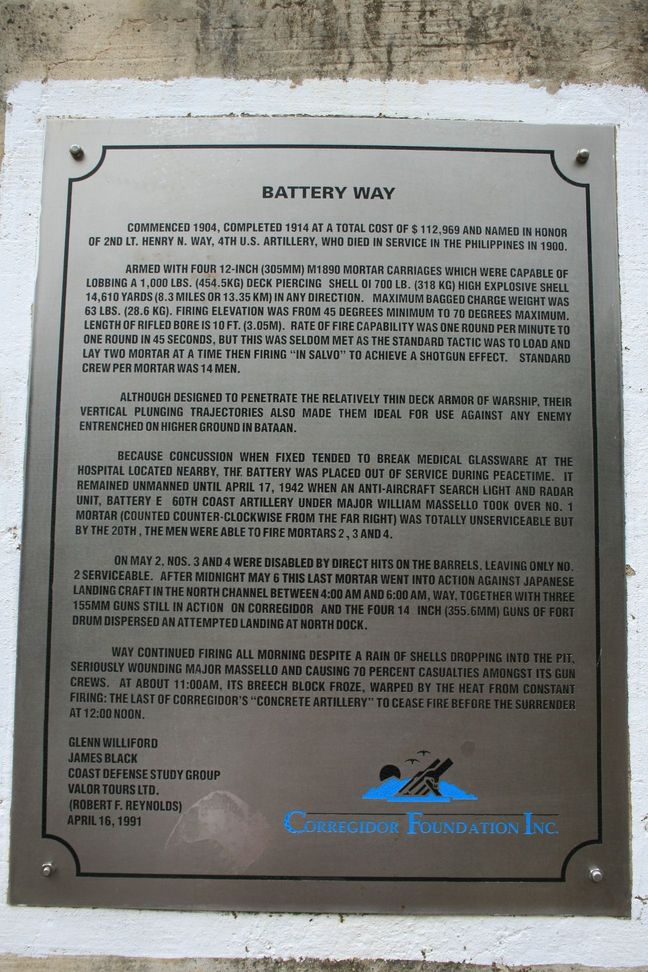 BATTERY WAY
COMMENCED 1904, COMPLETED 1914 AT A TOTAL COST OF $ 112,969 AND NAMED IN HONOR
OF 2ND LT. HENRY N. WAY, 4TH U.S. ARTILLERY, WHO DIED IN SERVICE IN THE PHILIPPINES IN 1900.
ARMED WITH FOUR 12-INCH (305MM) M1890 MORTAR CARRIAGES WHICH WERE CAPABLE OF
LOBBING A 1,000 LBS. (454.5KG) DECK PIERCING SHELL OI 700 LB. (318 KG) HIGH EXPLOSIVE SHELL
14,610 YARDS (8.3 MILES OR 13.35 KM) IN ANY DIRECTION. MAXIMUM BAGGED CHARGE WEIGHT WAS
63 LBS. (28.6 KG). FIRING ELEVATION WAS FROM 45 DEGREES MINIMUM TO 70 DEGREES MAXIMUM.
LENGTH OF RIFLED BORE IS 10 FT. (3.05M). RATE OF FIRE CAPABILITY WAS ONE ROUND PER MINUTE TO
ONE ROUND IN 45 SECONDS, BUT THIS WAS SELDOM MET AS THE STANDARD TACTIC WAS TO LOAD AND
LAY TWO MORTAR AT A TIME THEN FIRING "IN SALVO" TO ACHIEVE A SHOTGUN EFFECT. STANDARD
CREW PER MORTAR WAS 14 MEN.
ALTHOUGH DESIGNED TO PENETRATE THE RELATIVELY THIN DECK ARMOR OF WARSHIP, THEIR
VERTICAL PLUNGING TRAJECTORIES ALSO MADE THEM IDEAL FOR USE AGAINST ANY ENEMY
ENTRENCHED ON HIGHER GROUND IN BATAAN.
BECAUSE CONCUSSION WHEN FIXED TENDED TO BREAK MEDICAL GLASSWARE AT THE
HOSPITAL LOCATED NEARBY, THE BATTERY WAS PLACED OUT OF SERVICE DURING PEACETIME. IT
REMAINED UNMANNED UNTIL APRIL 17, 1942 WHEN AN ANTI-AIRCRAFT SEARCH LIGHT AND RADAR
UNIT, BATTERY E 60TH COAST ARTILLERY UNDER MAJOR WILLIAM MASSELLO TOOK OVER NO. 1
MORTAR (COUNTED COUNTER-CLOCKWISE FROM THE FAR RIGHT) WAS TOTALLY UNSERVICEABLE BUT
BY THE 20TH , THE MEN WERE ABLE TO FIRE MORTARS 2 , 3 AND 4.
ON MAY 2, NOS. 3 AND 4 WERE DISABLED BY DIRECT HITS ON THE BARRELS, LEAVING ONLY NO.
2 SERVICEABLE. AFTER MIDNIGHT MAY 6 THIS LAST MORTAR WENT INTO ACTION AGAINST JAPANESE
LANDING CRAFT IN THE NORTH CHANNEL BETWEEN 4:00 AM AND 6:00 AM, WAY, TOGETHER WITH THREE
155MM GUNS STILL IN ACTION ON CORREGIDOR AND THE FOUR 14 INCH (355.6MM) GUNS OF FORT
DRUM DISPERSED AN ATTEMPTED LANDING AT NORTH DOCK.
WAY CONTINUED FIRING ALL MORNING DESPITE A RAIN OF SHELLS DROPPING INTO THE PIT,
SERIOUSLY WOUNDING MAJOR MASSELLO AND CAUSING 70 PERCENT CASUALTIES AMONGST ITS GUN
CREWS. AT ABOUT 11:00AM, ITS BREECH BLOCK FROZE, WARPED BY THE HEAT FROM CONSTANT
FIRING: THE LAST OF CORREGIDOR'S "CONCRETE ARTILLERY" TO CEASE FIRE BEFORE THE SURRENDER
AT 12:00 NOON.
GLENN WILLIFORD
JAMES BLACK
COAST DEFENSE STUDY GROUP
VALOR TOURS LTD.
(ROBERT F. REYNOLDS)
APRIL 16, 1991
CORREGIDOR FOUNDATION INC.